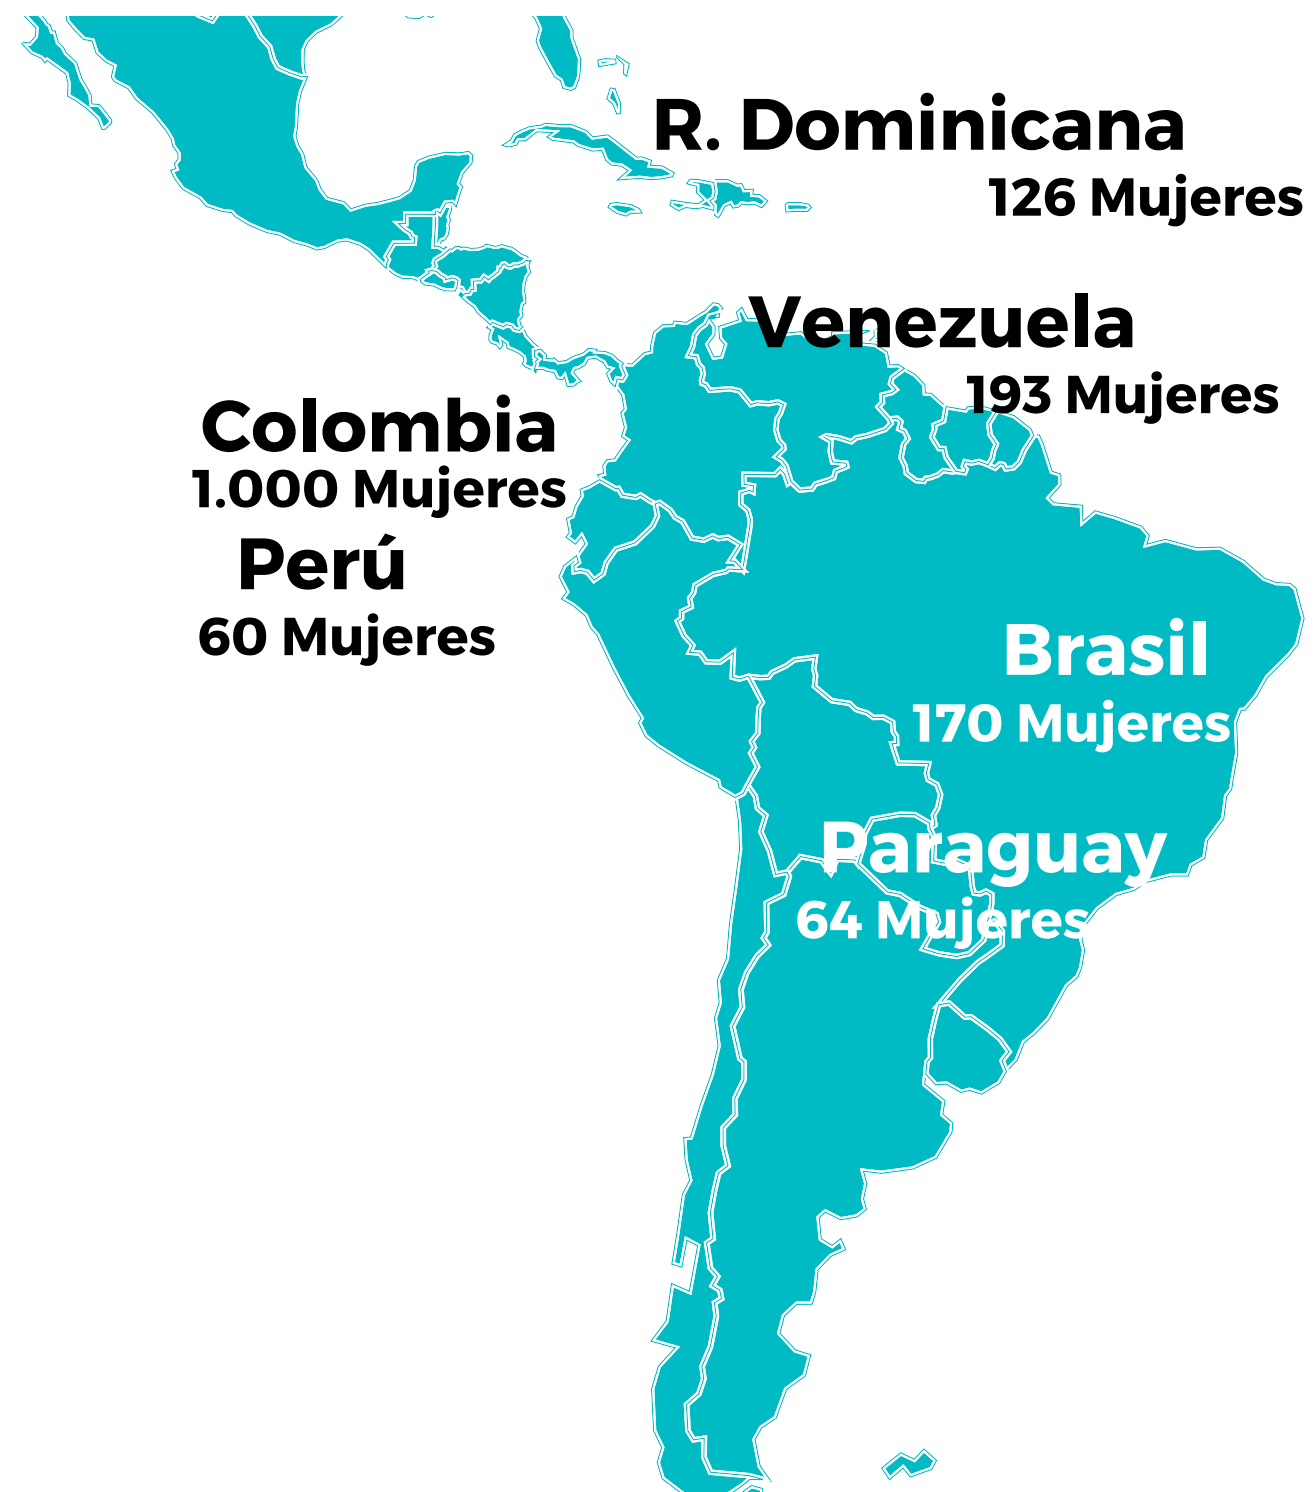 R. Dominicana
126 Mujeres
Venezuela
193 Mujeres
Colombia
1.000 Mujeres
Perú
60 Mujeres
Brasil
170 Mujeres
Paraguay
64 Mujeres